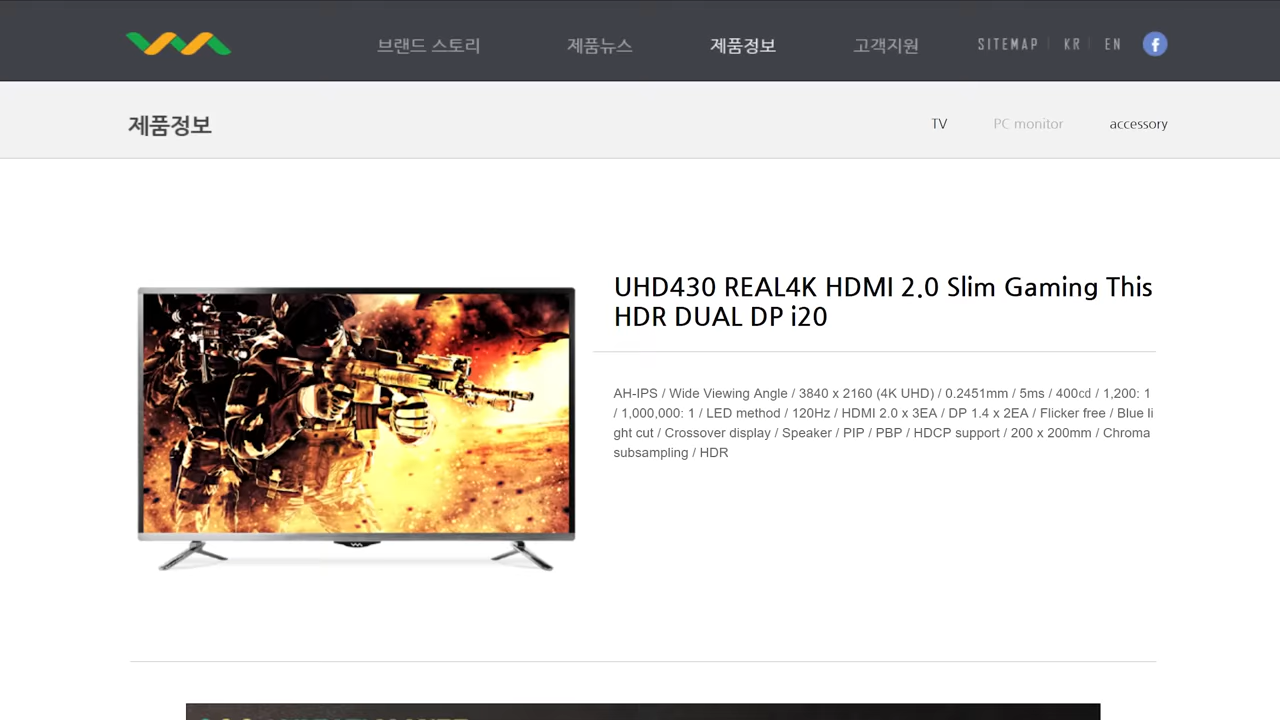 브랜드 스토리
제품뉴스
제품정보
고객지원
SITEMAP
KR
EN
제품정보
TV
PC monitor
accessory
UHD430 REAL4K HDMI 2.0 Slim Gaming This
HDR DUAL DP i20
AH-IPS / Wide Viewing Angle / 3840 x 2160 (4K UHD) / 0.2451mm / 5ms / 400㏅ / 1,200: 1
/ 1,000,000: 1 / LED method / 120Hz / HDMI 2.0 x 3EA / DP 1.4 x 2EA / Flicker free / Blue li
ght cut / Crossover display / Speaker / PIP / PBP / HDCP support / 200 x 200mm / Chroma
subsampling / HDR